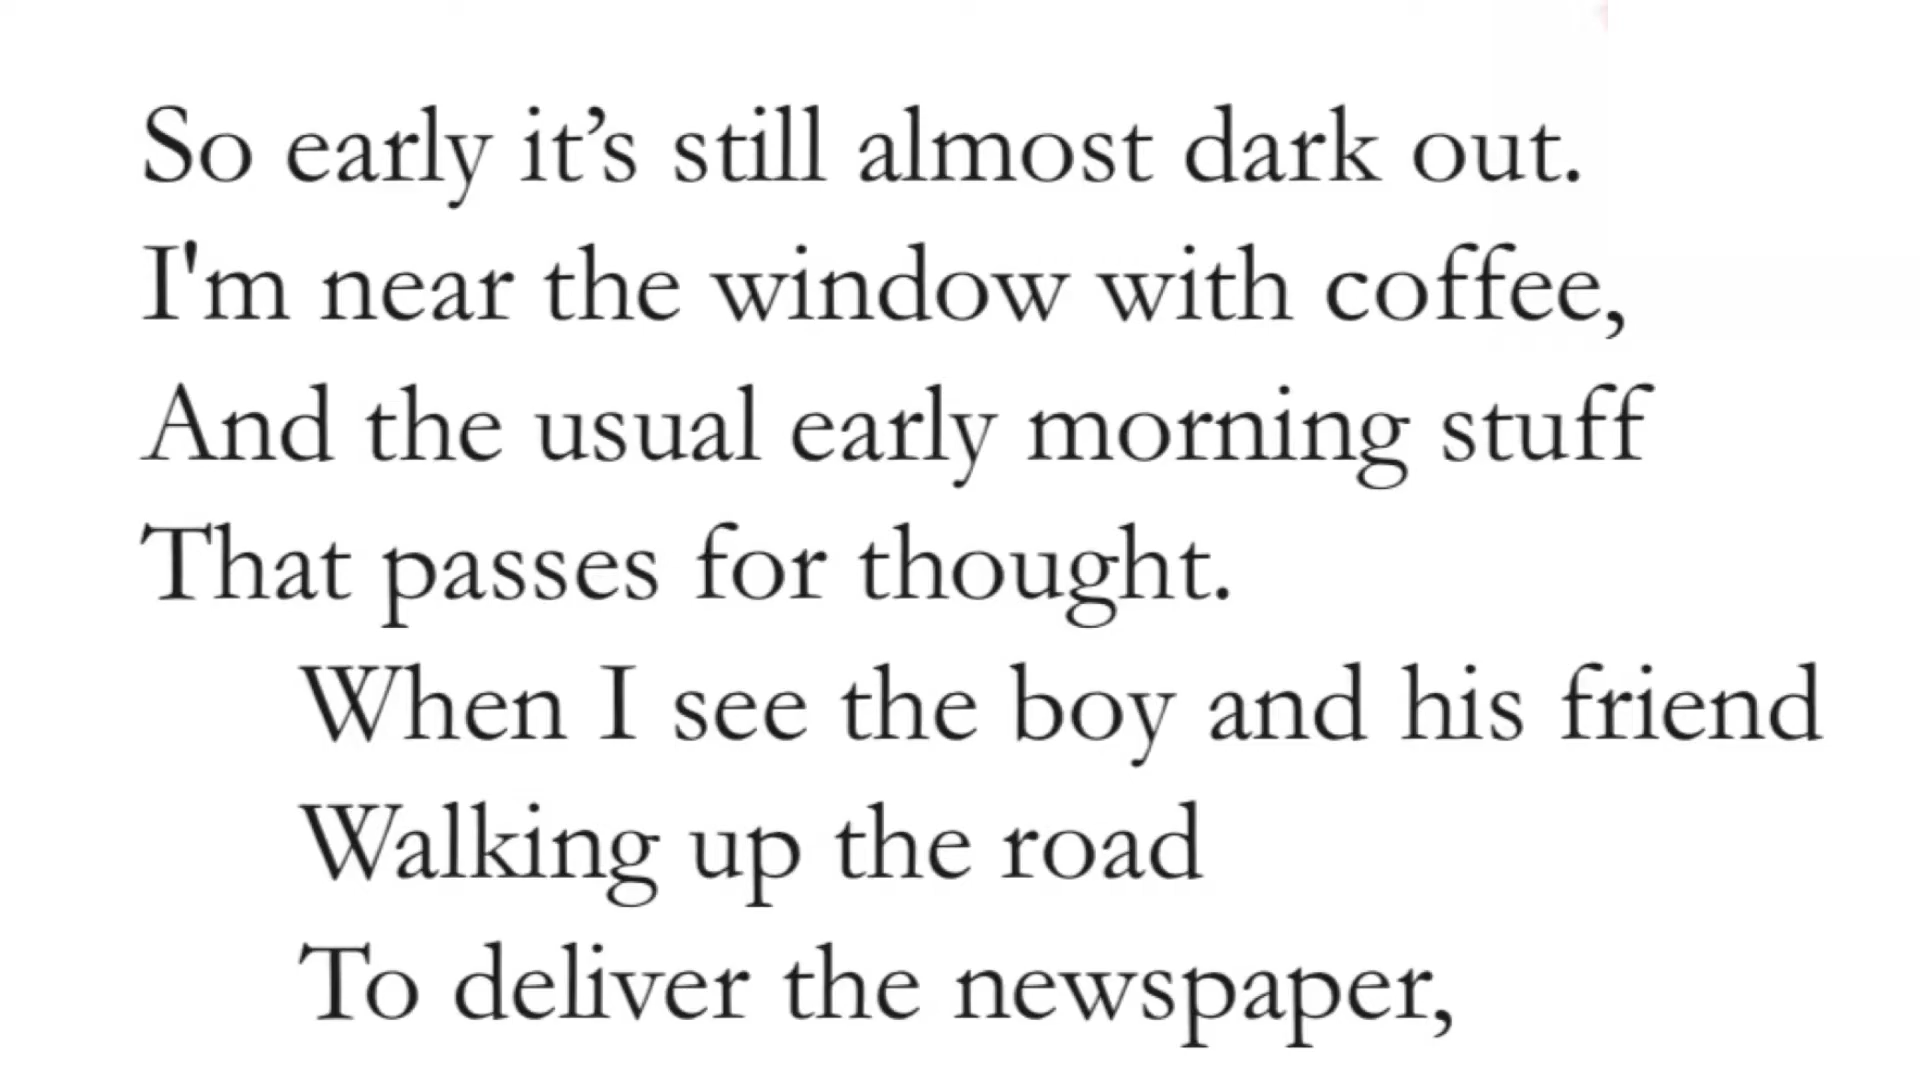 So early it’s still almost dark out.
I'm near the window with coffee,
And the usual early morning stuff
That passes for thought.
When I see the boy and his friend
Walking up the road
To deliver the newspaper,